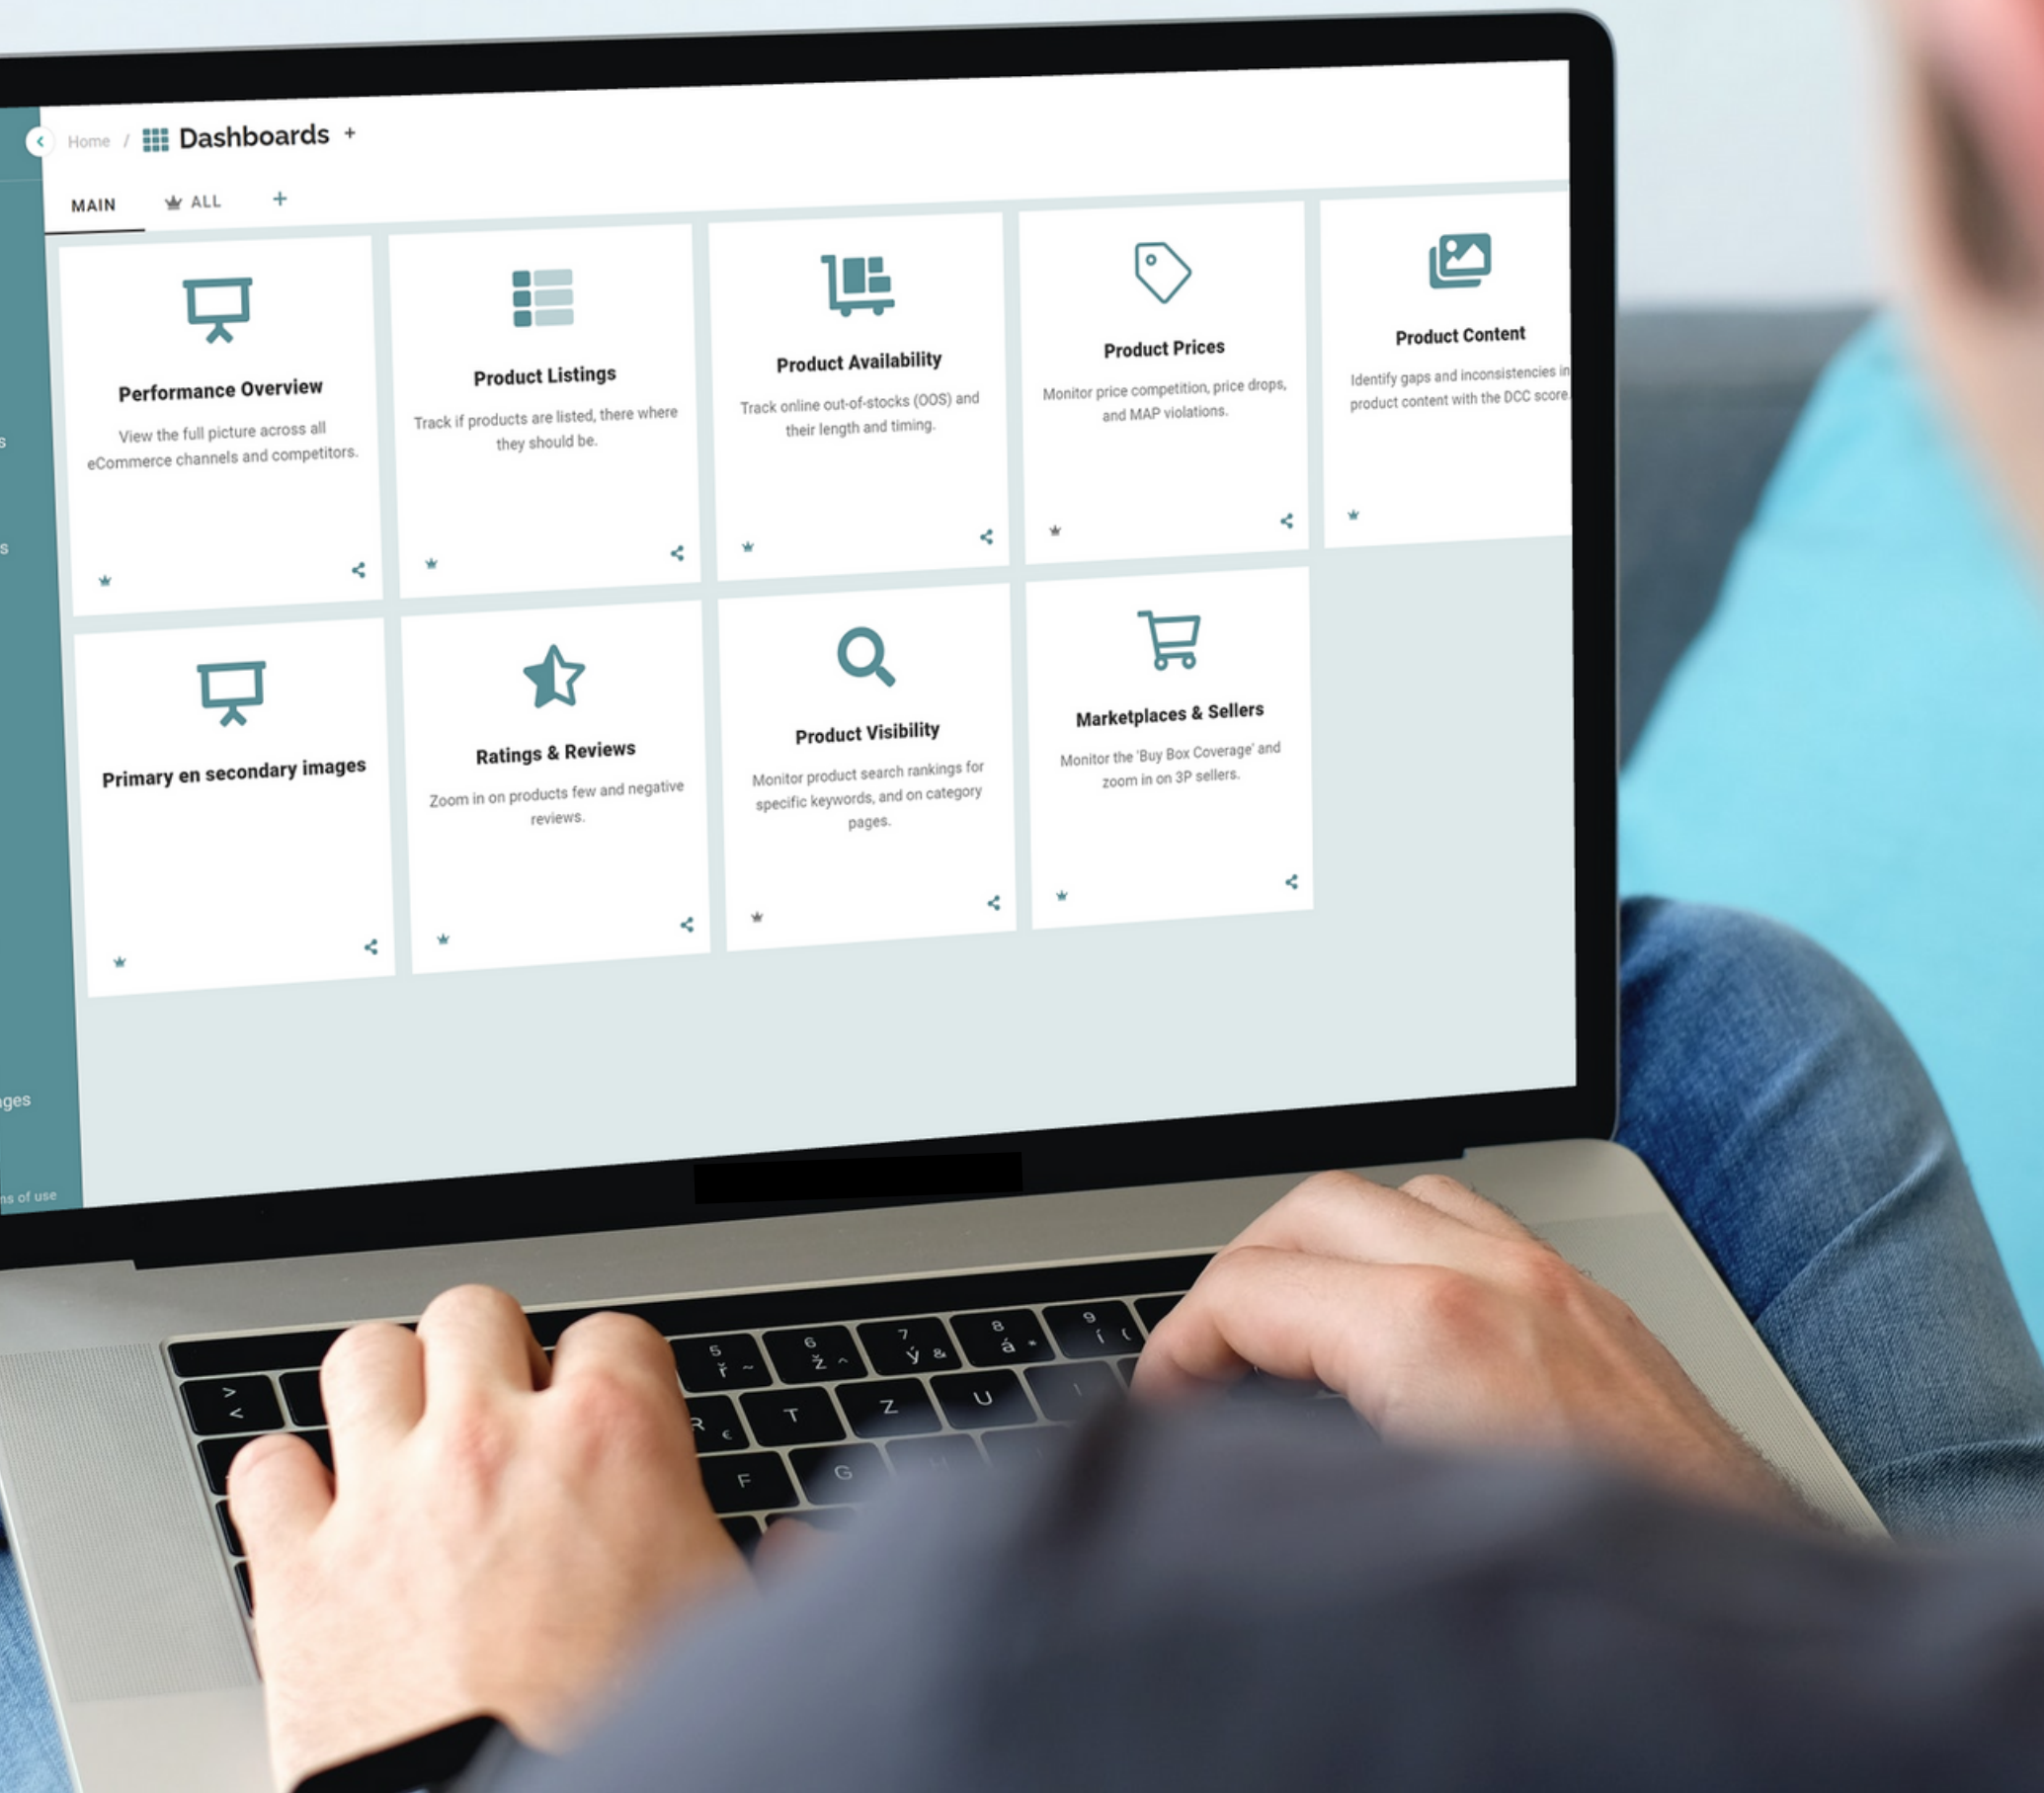 Home / Dashboards +
MAIN ALL +
Performance Overview
View the full picture across all
eCommerce channels and competitors.
Product Listings
Track if products are listed, there where
they should be.
Product Availability
Track online out-of-stocks (OOS) and
their length and timing.
Product Prices
Monitor price competition, price drops,
and MAP violations.
Product Content
Identify gaps and inconsistencies in
product content with the DCC score.
Primary en secondary images
Ratings & Reviews
Zoom in on products few and negative
reviews.
Product Visibility
Monitor product search rankings for
specific keywords, and on category
pages.
Marketplaces & Sellers
Monitor the 'Buy Box Coverage' and
zoom in on 3P sellers.
of use
5 6 7 8 9
ř ~ ž ^ ý & á * í (
>
<
R € T Z U I
F G H